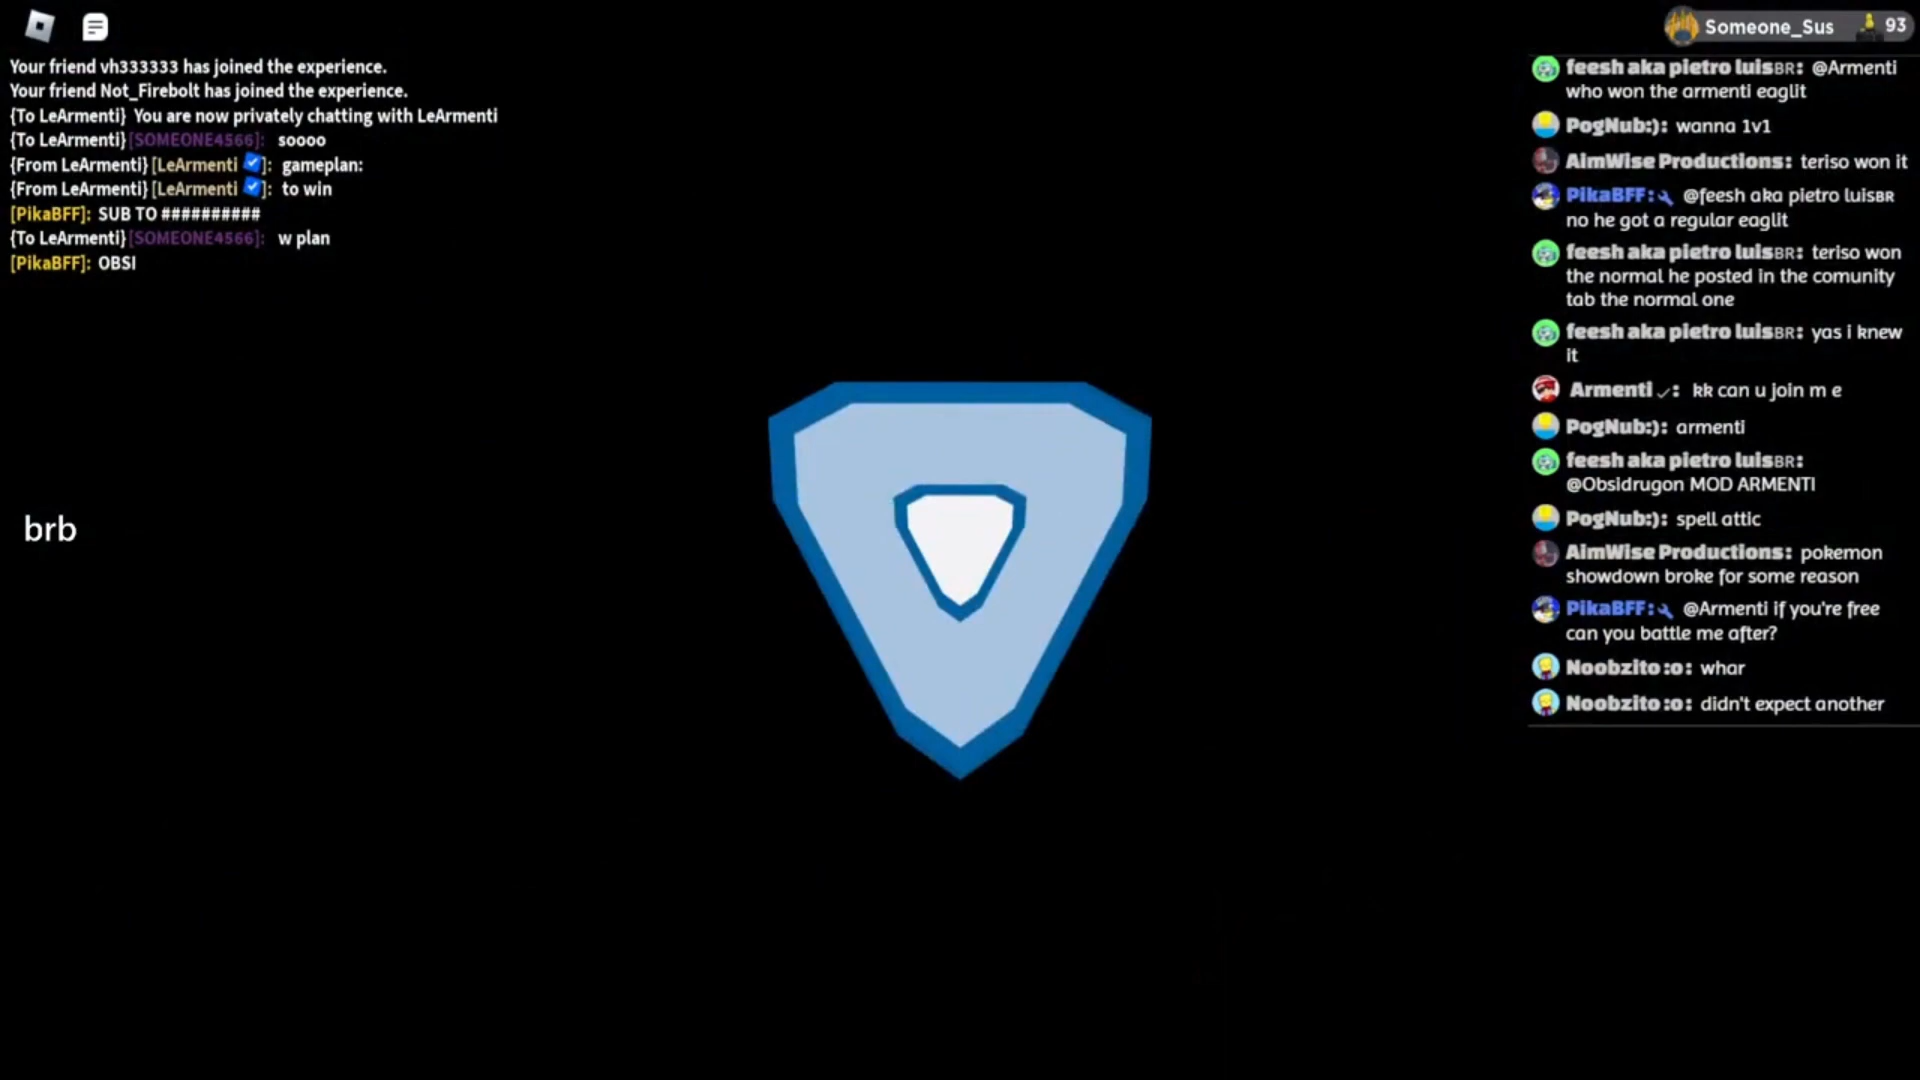 Your friend vh333333 has joined the experience.
Your friend Not_Firebolt has joined the experience.
{To LeArmenti} You are now privately chatting with LeArmenti
{To LeArmenti} [SOMEONE4566]: soooo
{From LeArmenti} [LeArmenti ]: gameplan:
{From LeArmenti} [LeArmenti ]: to win
[PikaBFF]: SUB TO ##########
{To LeArmenti} [SOMEONE4566]: w plan
[PikaBFF]: OBSI
brb
Someone_Sus 93
feesh aka pietro luisBR: @Armenti
who won the armenti eaglit
PogNub:): wanna 1v1
AimWise Productions: teriso won it
PikaBFF: @feesh aka pietro luisBR
no he got a regular eaglit
feesh aka pietro luisBR: teriso won
the normal he posted in the comunity
tab the normal one
feesh aka pietro luisBR: yas i knew
it
Armenti ✓: kk can u join m e
PogNub:): armenti
feesh aka pietro luisBR:
@Obsidrugon MOD ARMENTI
PogNub:): spell attic
AimWise Productions: pokemon
showdown broke for some reason
PikaBFF: @Armenti if you're free
can you battle me after?
Noobzito :o: whar
Noobzito :o: didn't expect another